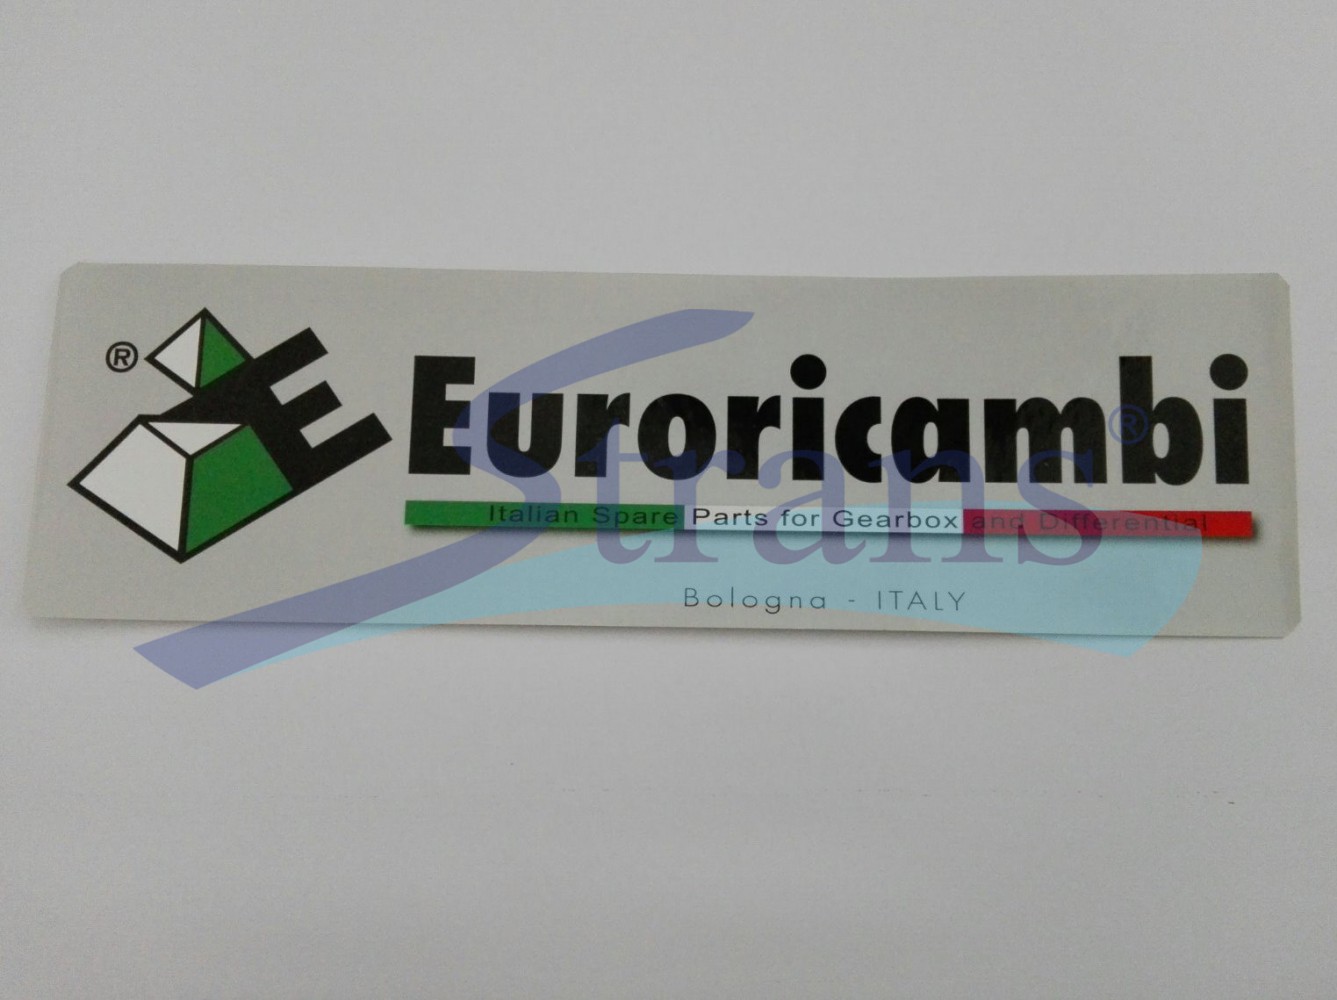 ®
Euroricambi
Italian Spare Parts for Gearbox and Differential
Bologna - ITALY
Strans®